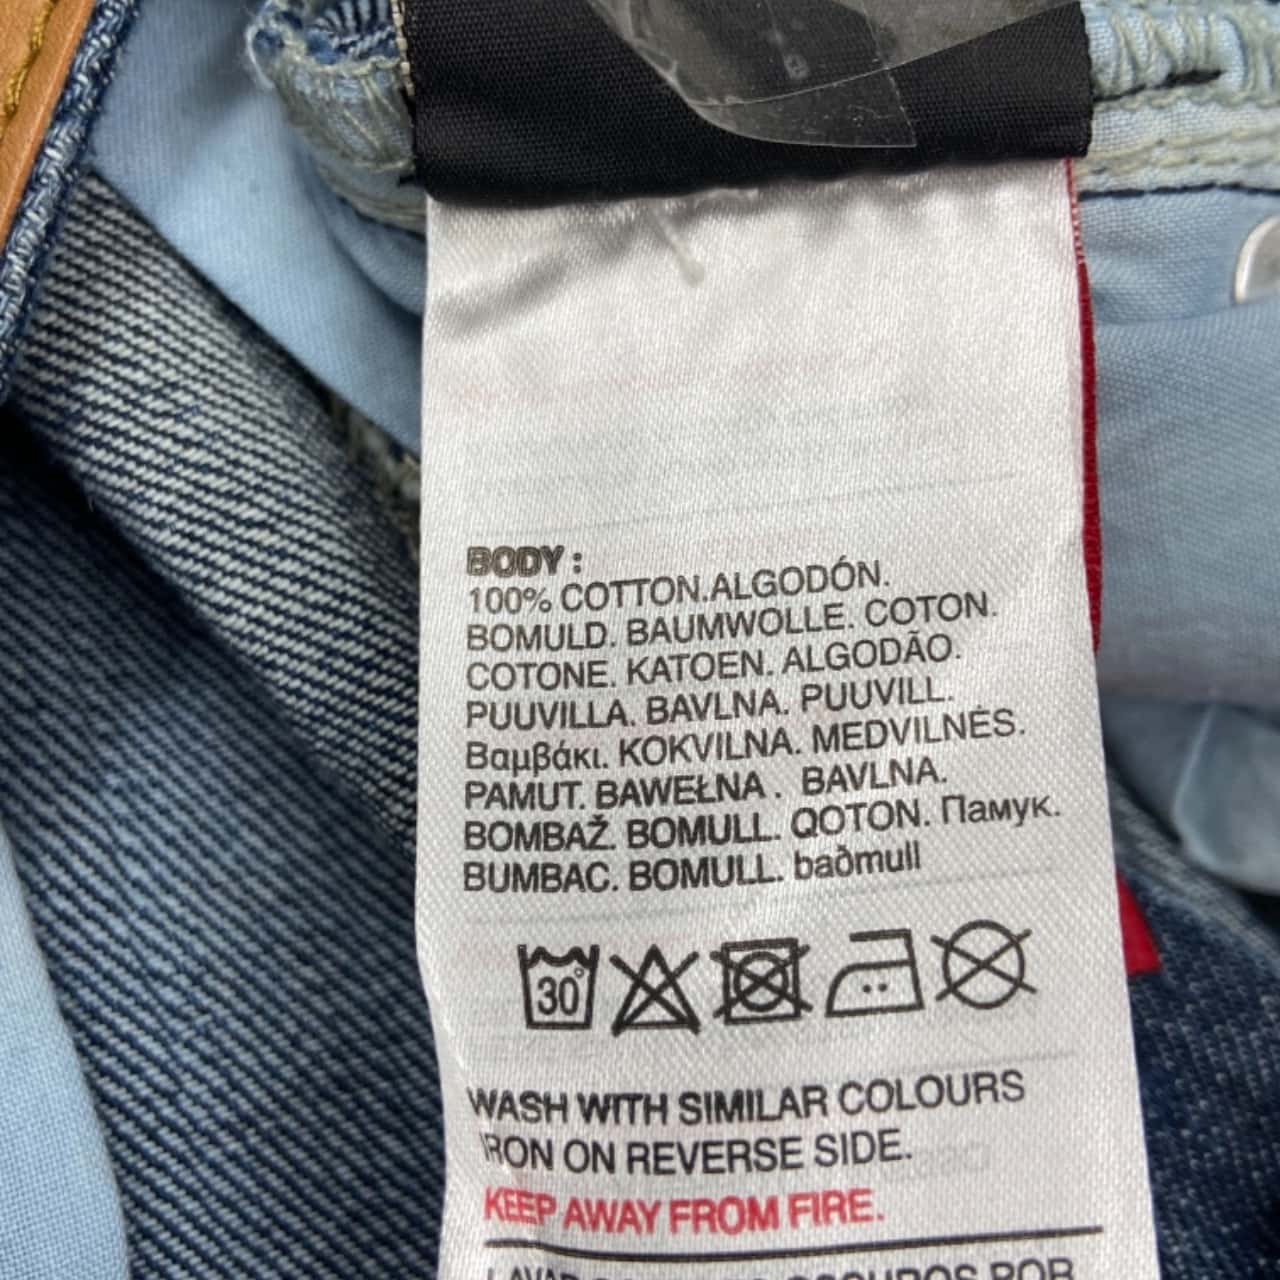 BODY :
100% COTTON.ALGODÓN.
BOMULD. BAUMWOLLE. COTON.
COTONE. KATOEN. ALGODÃO.
PUUVILLA. BAVLNA. PUUVILL.
Βαμβάκι. KOKVILNA. MEDVILNĖS.
PAMUT. BAWEŁNA . BAVLNA.
BOMBAŽ. BOMULL. QOTON. Памук.
BUMBAC. BOMULL. baðmull
30°
WASH WITH SIMILAR COLOURS
IRON ON REVERSE SIDE.
KEEP AWAY FROM FIRE.
POR